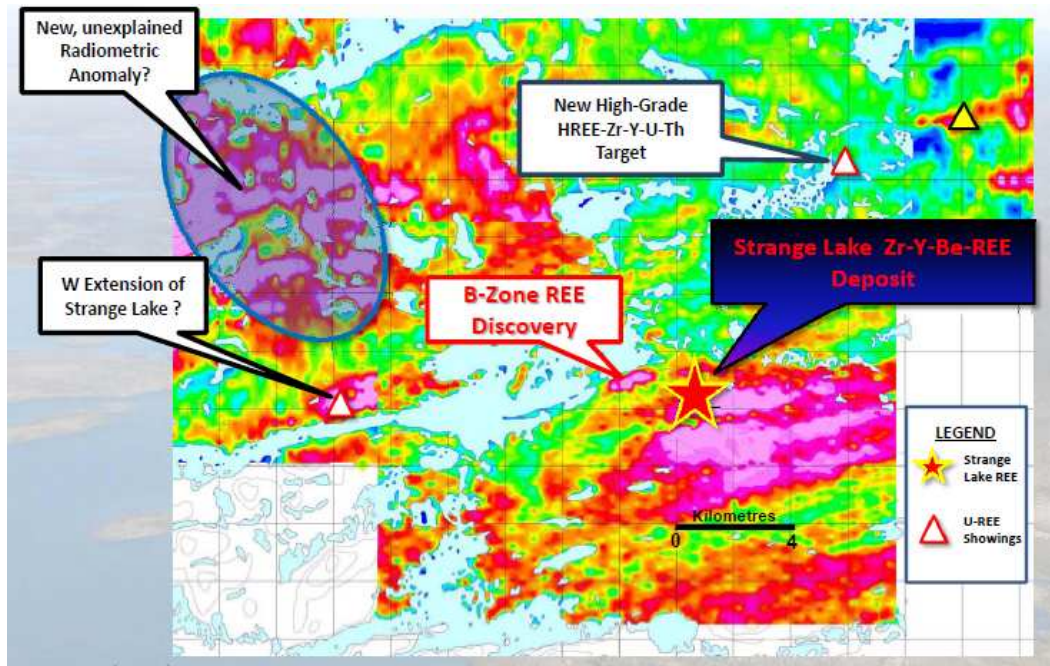 New, unexplained
Radiometric
Anomaly?
New High-Grade
HREE-Zr-Y-U-Th
Target
Strange Lake Zr-Y-Be-REE
Deposit
W Extension of
Strange Lake ?
B-Zone REE
Discovery
LEGEND
Strange
Lake REE
U-REE
Showings
Kilometres
0 4